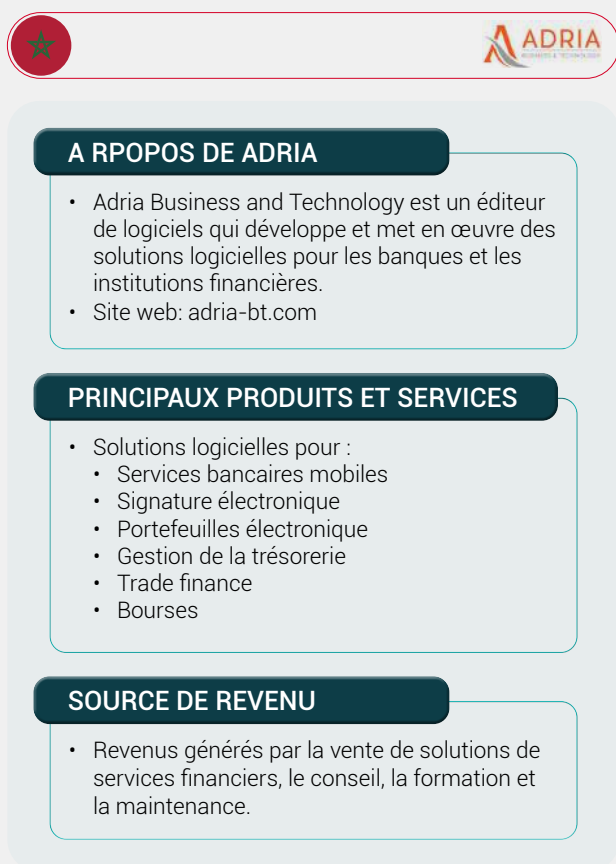 ADRIA
BUSINESS & TECHNOLOGY
A RPOPOS DE ADRIA
• Adria Business and Technology est un éditeur
de logiciels qui développe et met en œuvre des
solutions logicielles pour les banques et les
institutions financières.
• Site web: adria-bt.com
PRINCIPAUX PRODUITS ET SERVICES
• Solutions logicielles pour :
• Services bancaires mobiles
• Signature électronique
• Portefeuilles électronique
• Gestion de la trésorerie
• Trade finance
• Bourses
SOURCE DE REVENU
• Revenus générés par la vente de solutions de
services financiers, le conseil, la formation et
la maintenance.